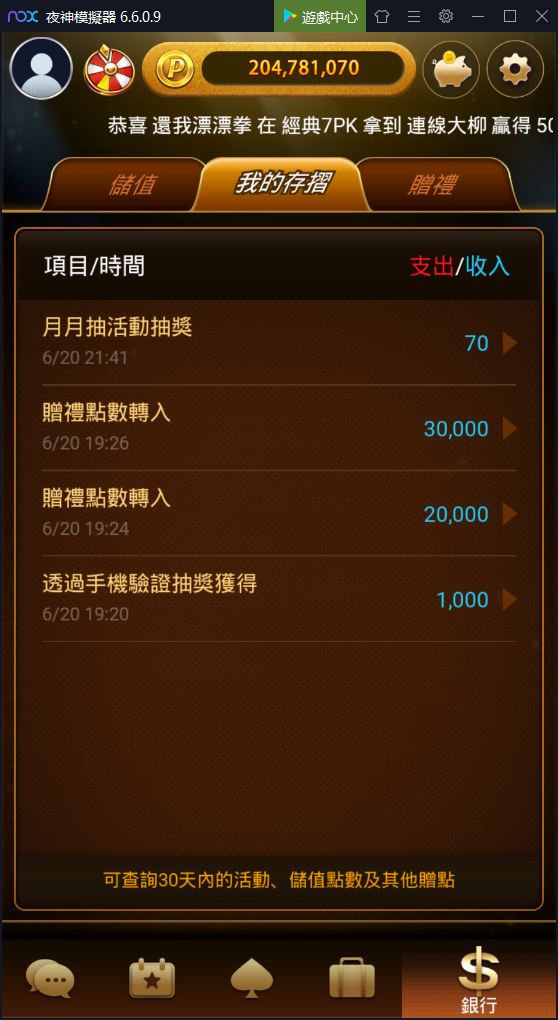 nox 夜神模擬器 6.6.0.9 遊戲中心
P 204,781,070
恭喜 還我漂漂拳 在 經典7PK 拿到 連線大柳 贏得 50
儲值 我的存摺 贈禮
項目/時間 支出/收入
月月抽活動抽獎
70
6/20 21:41
贈禮點數轉入
30,000
6/20 19:26
贈禮點數轉入
20,000
6/20 19:24
透過手機驗證抽獎獲得
1,000
6/20 19:20
可查詢30天內的活動、儲值點數及其他贈點
$
銀行